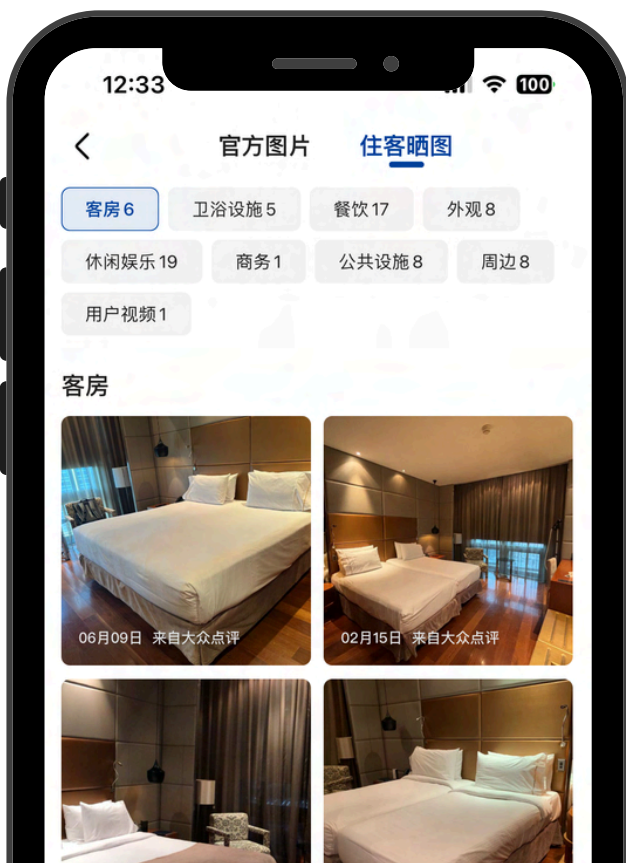 12:33
100
官方图片 住客晒图
客房6 卫浴设施5 餐饮17 外观8
休闲娱乐19 商务1 公共设施8 周边8
用户视频1
客房
06月09日 来自大众点评
02月15日 来自大众点评